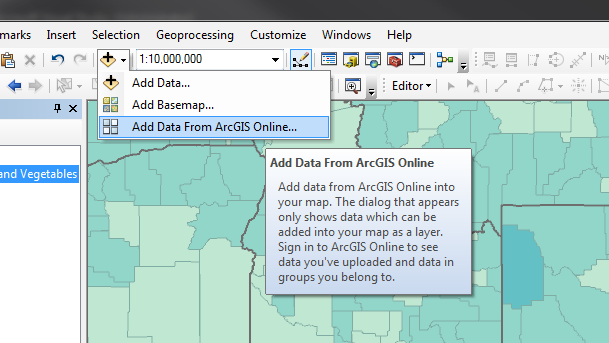 marks Insert Selection Geoprocessing Customize Windows Help
1:10,000,000
Add Data...
Editor
Add Basemap...
Add Data From ArcGIS Online...
Add Data From ArcGIS Online
and Vegetables
Add data from ArcGIS Online into
your map. The dialog that appears
only shows data which can be
added into your map as a layer.
Sign in to ArcGIS Online to see
data you've uploaded and data in
groups you belong to.